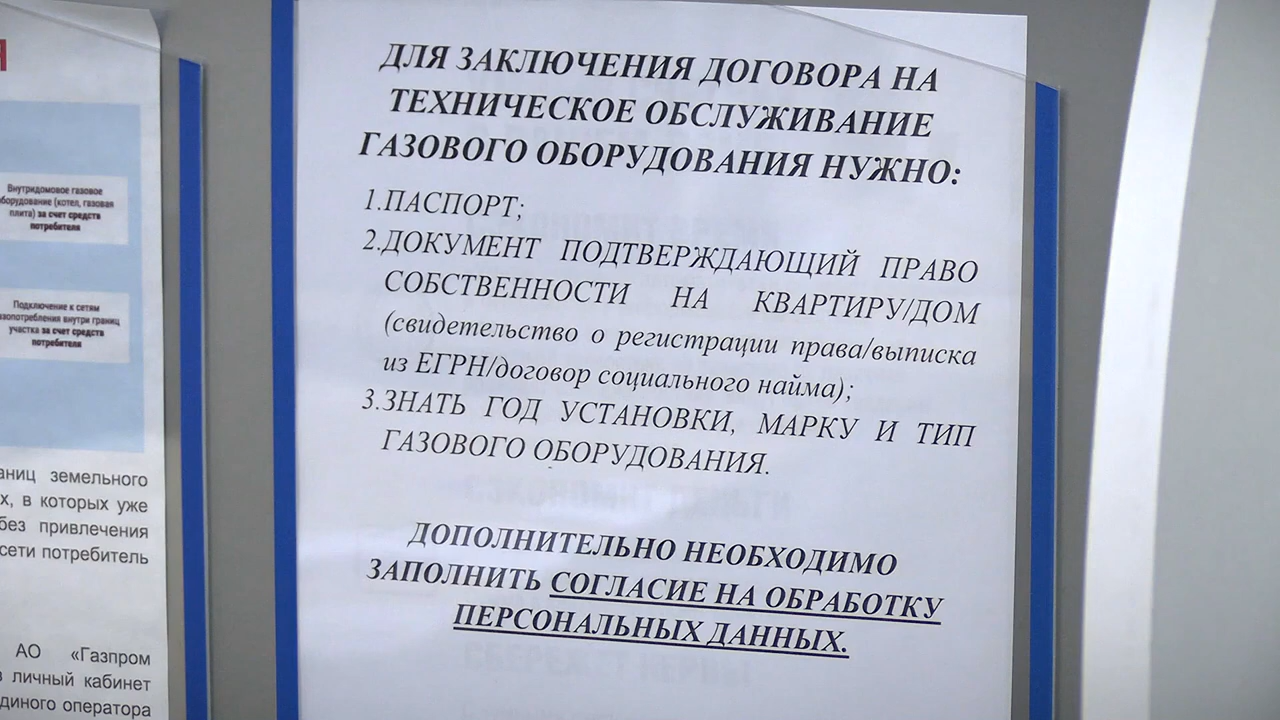 Внутридомовое газовое
оборудование (котел, газовая
плита) за счет средств
потребителя
Подключение к сетям
газопотребления внутри границ
участка за счет средств
потребителя
земельного
х, в которых уже
без привлечения
сети потребитель
АО «Газпром
в личный кабинет
оператора
ДЛЯ ЗАКЛЮЧЕНИЯ ДОГОВОРА НА
ТЕХНИЧЕСКОЕ ОБСЛУЖИВАНИЕ
ГАЗОВОГО ОБОРУДОВАНИЯ НУЖНО:
1.ПАСПОРТ;
2.ДОКУМЕНТ ПОДТВЕРЖДАЮЩИЙ ПРАВО
СОБСТВЕННОСТИ НА КВАРТИРУ/ДОМ
(свидетельство о регистрации права/выписка
из ЕГРН/договор социального найма);
3.ЗНАТЬ ГОД УСТАНОВКИ, МАРКУ И ТИП
ГАЗОВОГО ОБОРУДОВАНИЯ.
ДОПОЛНИТЕЛЬНО НЕОБХОДИМО
ЗАПОЛНИТЬ СОГЛАСИЕ НА ОБРАБОТКУ
ПЕРСОНАЛЬНЫХ ДАННЫХ.